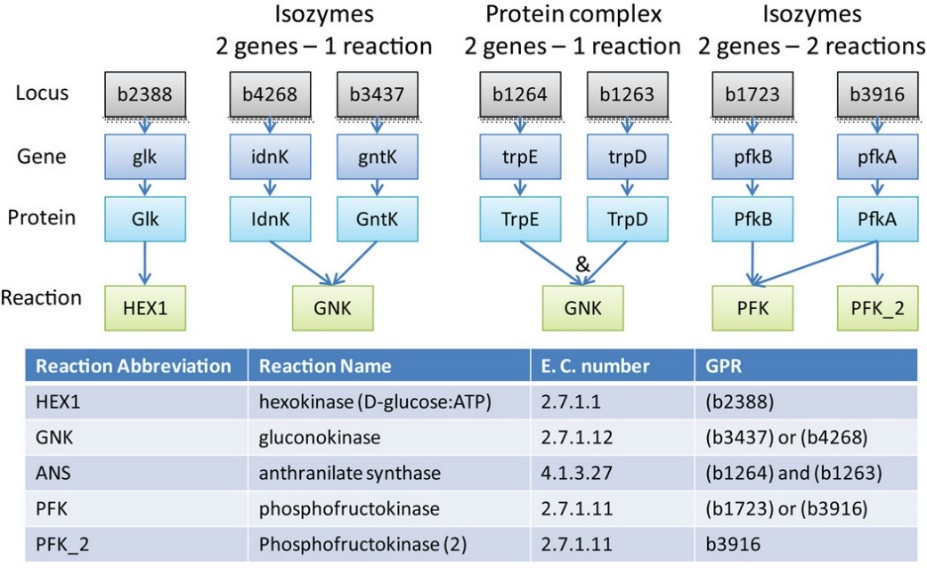 Isozymes Protein complex Isozymes
2 genes – 1 reaction 2 genes – 1 reaction 2 genes – 2 reactions
Locus b2388 b4268 b3437 b1264 b1263 b1723 b3916
Gene glk idnK gntK trpE trpD pfkB pfkA
Protein Glk IdnK GntK TrpE TrpD PfkB PfkA
&
Reaction HEX1 GNK GNK PFK PFK_2
Reaction Abbreviation Reaction Name E. C. number GPR
HEX1 hexokinase (D-glucose:ATP) 2.7.1.1 (b2388)
GNK gluconokinase 2.7.1.12 (b3437) or (b4268)
ANS anthranilate synthase 4.1.3.27 (b1264) and (b1263)
PFK phosphofructokinase 2.7.1.11 (b1723) or (b3916)
PFK_2 Phosphofructokinase (2) 2.7.1.11 b3916